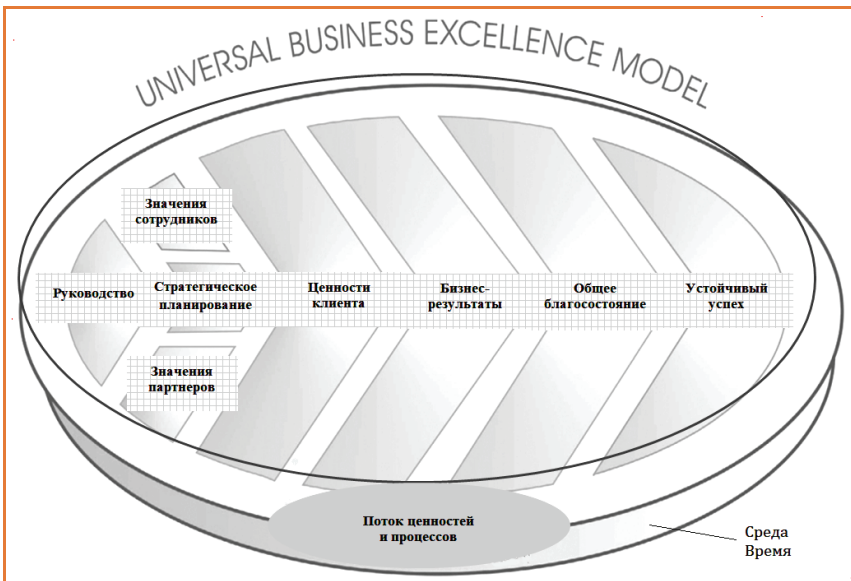 UNIVERSAL BUSINESS EXCELLENCE MODEL
Значения
сотрудников
Руководство
Стратегическое
планирование
Ценности
клиента
Бизнес-
результаты
Общее
благосостояние
Устойчивый
успех
Значения
партнеров
Поток ценностей
и процессов
Среда
Время